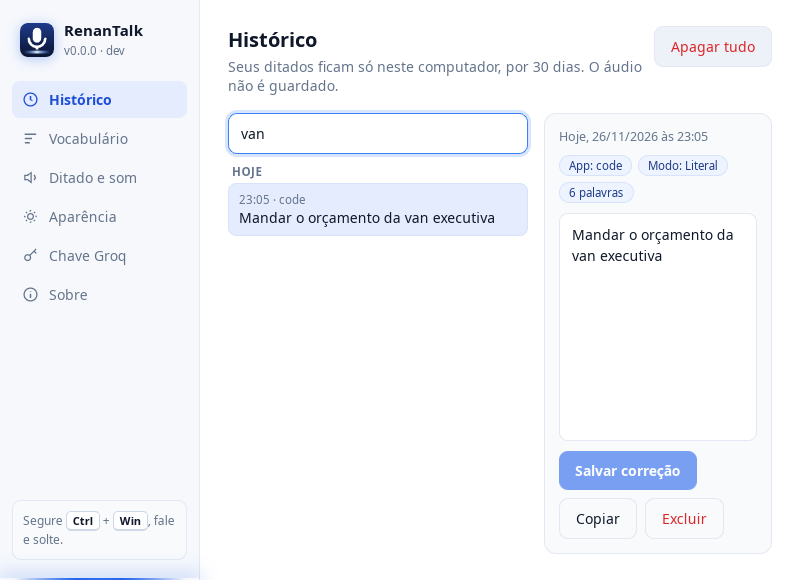 RenanTalk
v0.0.0 · dev
Histórico
Vocabulário
Ditado e som
Aparência
Chave Groq
Sobre
Segure Ctrl + Win, fale
e solte.
Histórico
Seus ditados ficam só neste computador, por 30 dias. O áudio
não é guardado.
Apagar tudo
van
HOJE
23:05 · code
Mandar o orçamento da van executiva
Hoje, 26/11/2026 às 23:05
App: code
Modo: Literal
6 palavras
Mandar o orçamento da
van executiva
Salvar correção
Copiar
Excluir